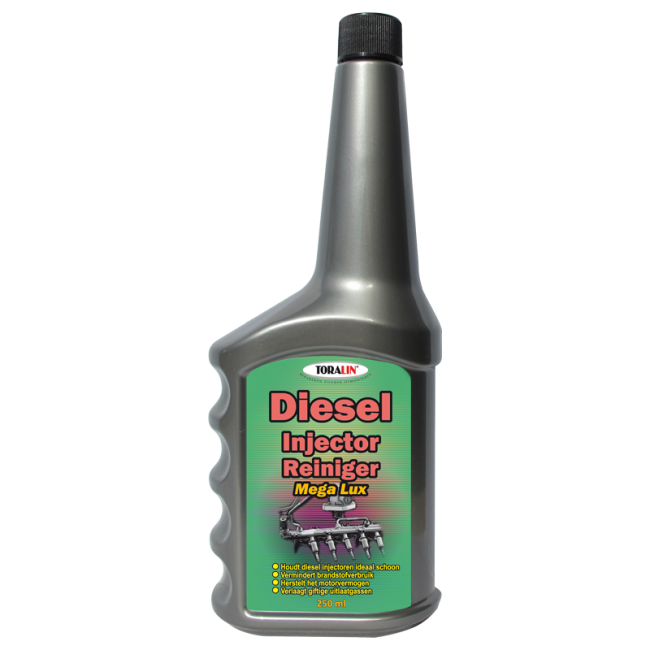 TORALIN®
Diesel
Injector
Reiniger
Mega Lux
Houdt diesel injectoren ideaal schoon
Vermindert brandstofverbruik
Herstelt het motorvermogen
Verlaagt giftige uitlaatgassen
250 ml